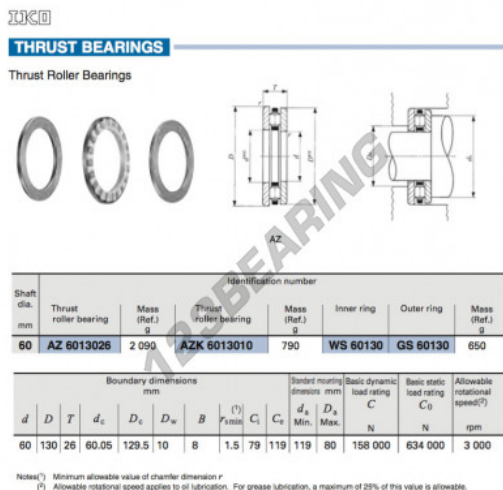 IKO
THRUST BEARINGS
Thrust Roller Bearings
T
r
r
D
d
AZ
123BEARING
Identification number
Shaft dia. mm
Thrust roller bearing
Mass (Ref.) g
Thrust roller bearing
Mass (Ref.) g
Inner ring
Outer ring
Mass (Ref.) g
60 AZ 6013026 2 090 AZK 6013010 790 WS 60130 GS 60130 650
Boundary dimensions mm
Standard mounting dimensions mm
Basic dynamic load rating C N
Basic static load rating C0 N
Allowable rotational speed(2) rpm
d D T dc Dc Dw B rsmin(1) Ci Ce da Min. Da Max.
60 130 26 60.05 129.5 10 8 1.5 79 119 119 80 158 000 634 000 3 000
Notes(1) Minimum allowable value of chamfer dimension r
(2) Allowable rotational speed applies to oil lubrication. For grease lubrication, a maximum of 25% of this value is allowable.